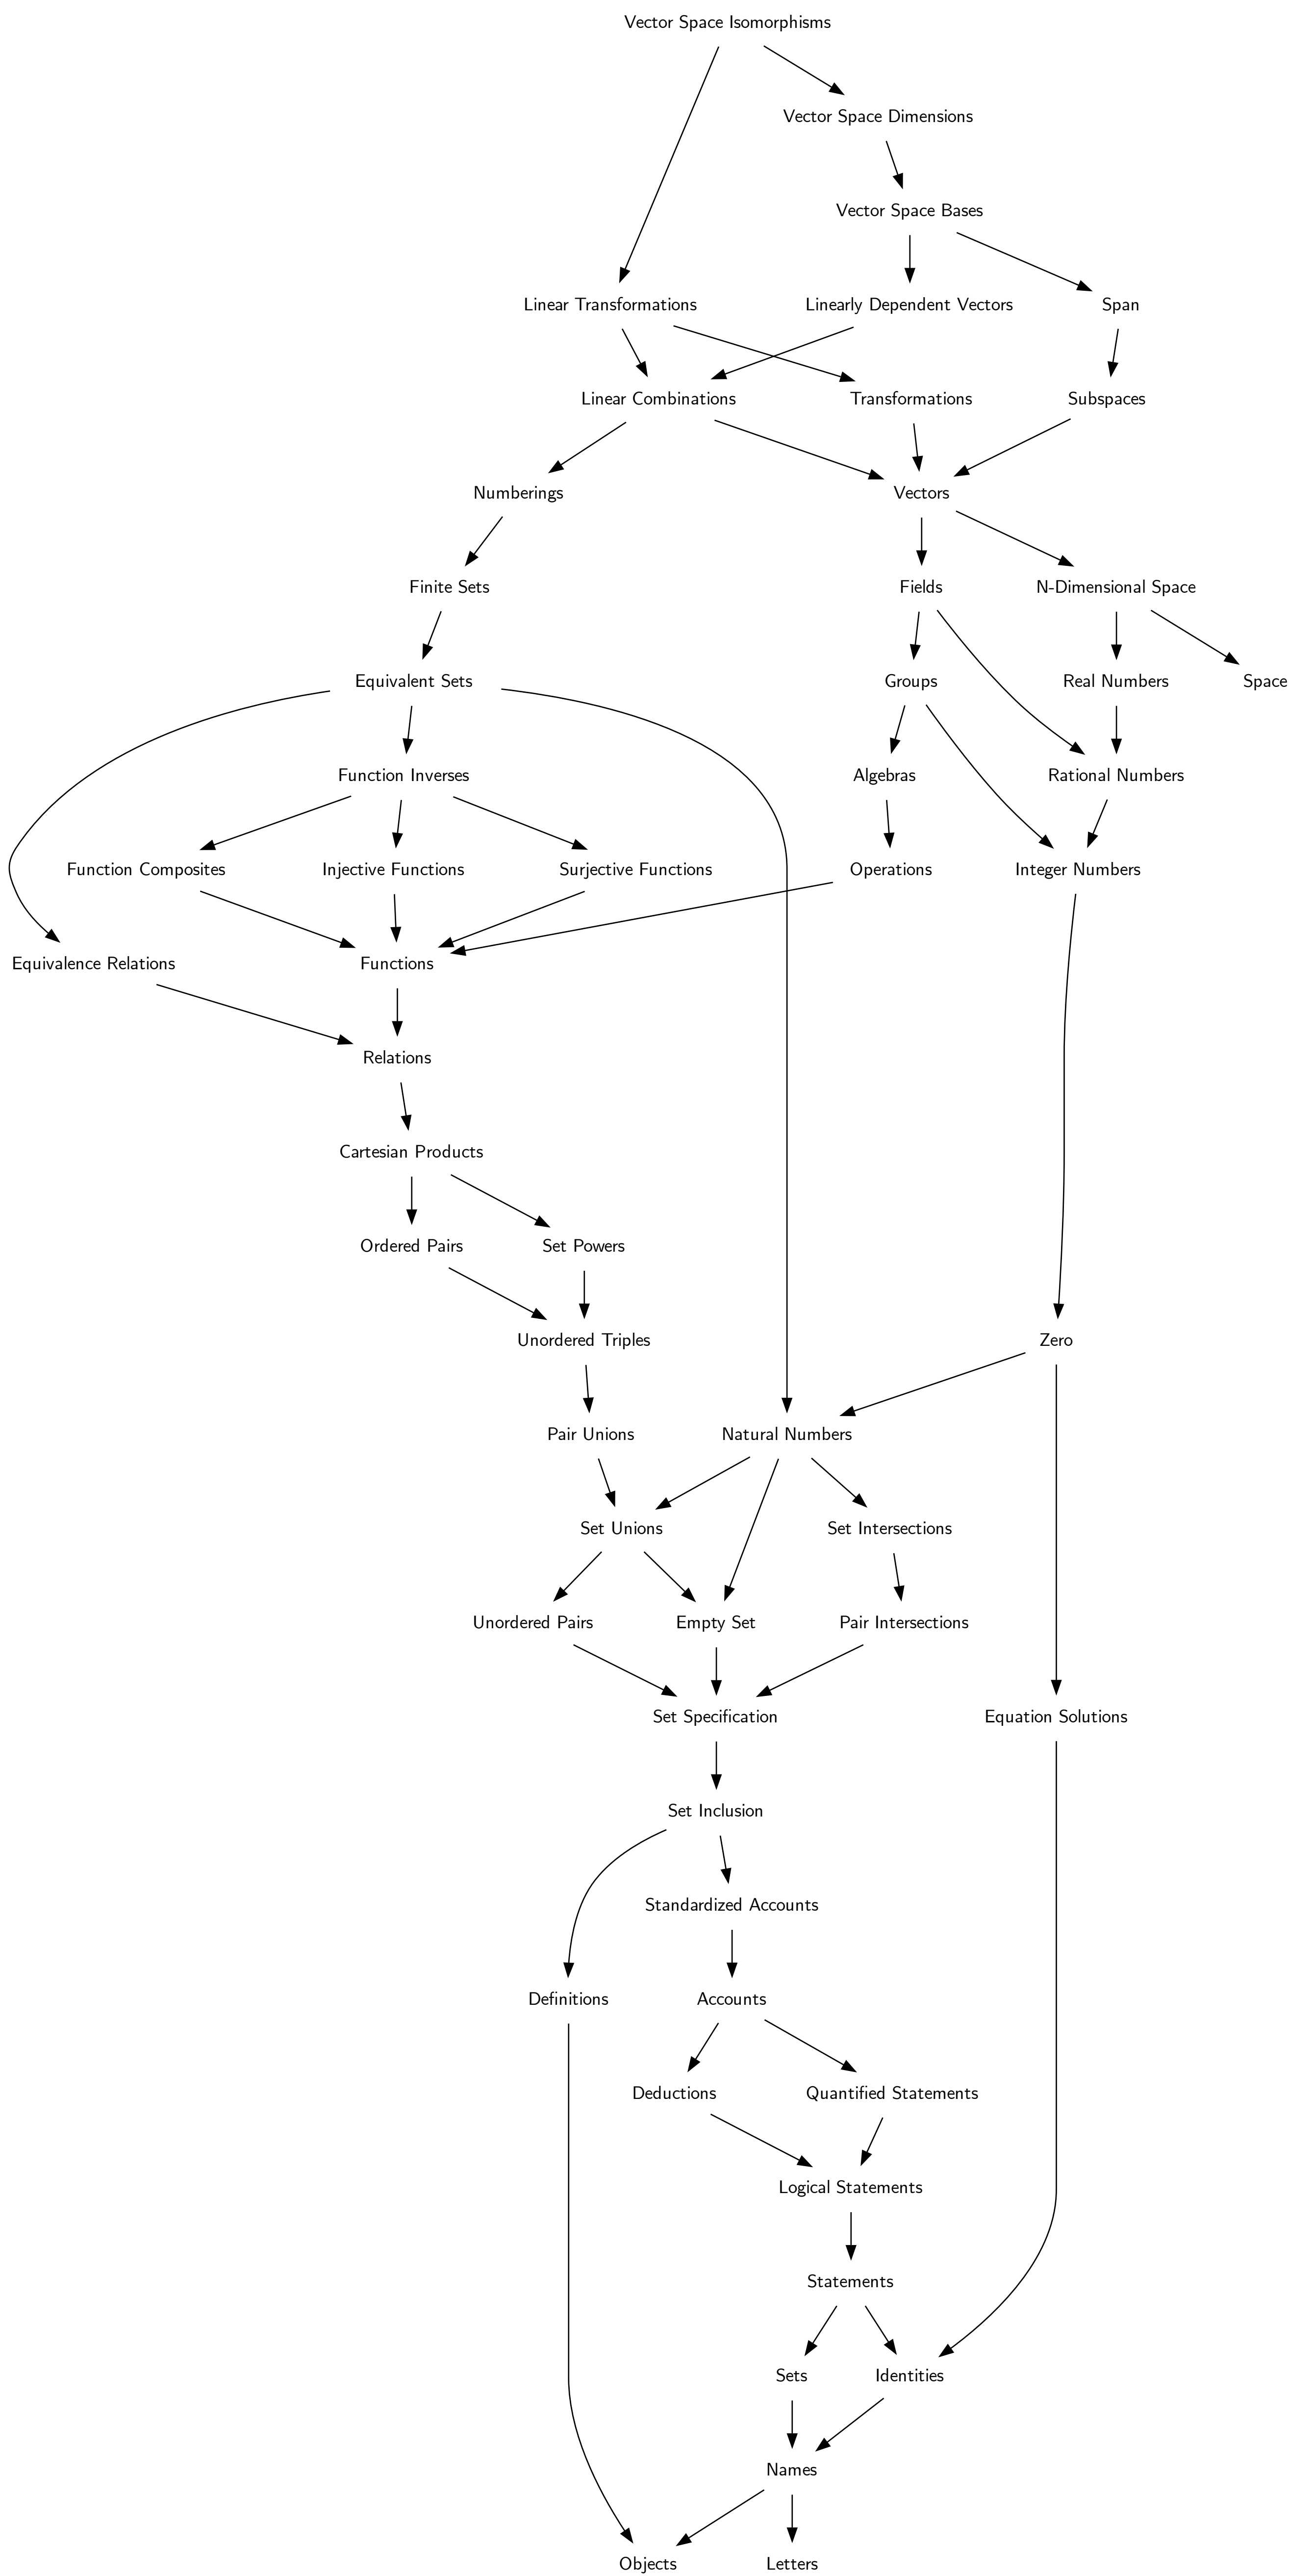 Vector Space Isomorphisms
Vector Space Dimensions
Vector Space Bases
Linear Transformations
Linearly Dependent Vectors
Span
Linear Combinations
Transformations
Subspaces
Numberings
Vectors
Finite Sets
Fields
N-Dimensional Space
Equivalent Sets
Groups
Real Numbers
Space
Function Inverses
Algebras
Rational Numbers
Function Composites
Injective Functions
Surjective Functions
Operations
Integer Numbers
Equivalence Relations
Functions
Relations
Cartesian Products
Ordered Pairs
Set Powers
Unordered Triples
Zero
Pair Unions
Natural Numbers
Set Unions
Set Intersections
Unordered Pairs
Empty Set
Pair Intersections
Set Specification
Equation Solutions
Set Inclusion
Standardized Accounts
Definitions
Accounts
Deductions
Quantified Statements
Logical Statements
Statements
Sets
Identities
Names
Objects
Letters